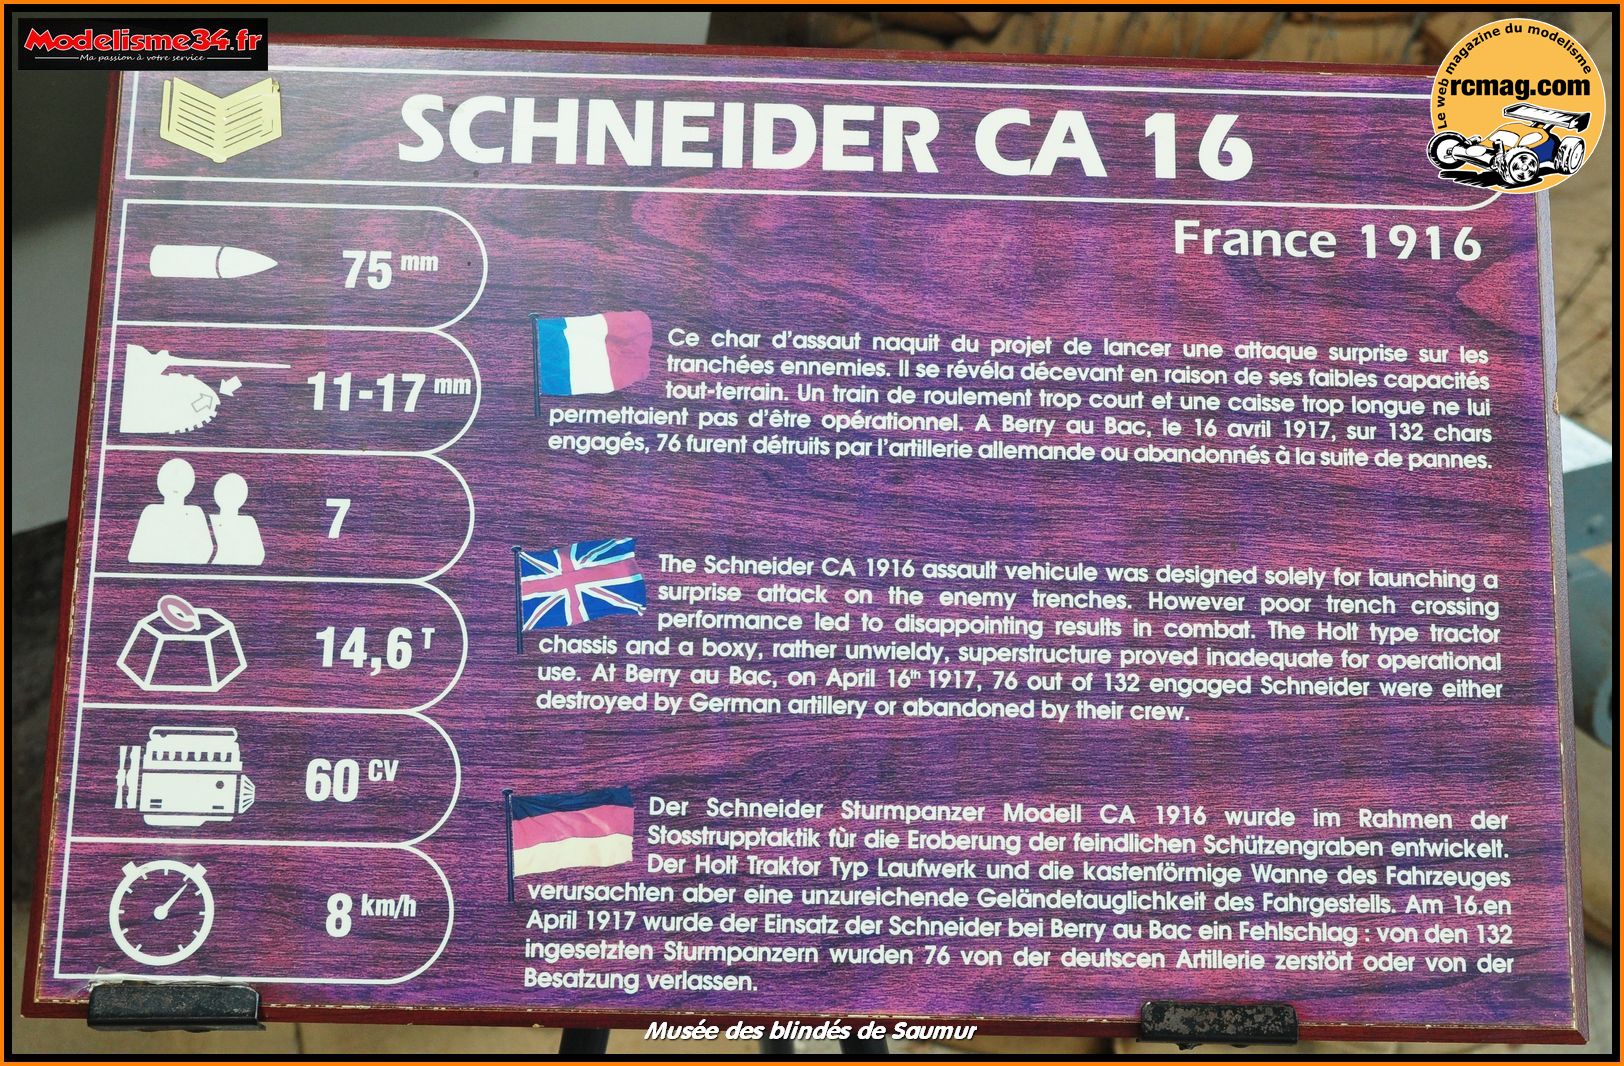 Modelisme34.fr
Ma passion à votre service
Le web magazine du modelisme
rcmag.com
SCHNEIDER CA 16
France 1916
75 mm
11-17 mm
7
14,6 T
60 CV
8 km/h
Ce char d'assaut naquit du projet de lancer une attaque surprise sur les
tranchées ennemies. Il se révéla décevant en raison de ses faibles capacités
tout-terrain. Un train de roulement trop court et une caisse trop longue ne lui
permettaient pas d'être opérationnel. A Berry au Bac, le 16 avril 1917, sur 132 chars
engagés, 76 furent détruits par l'artillerie allemande ou abandonnés à la suite de pannes.
The Schneider CA 1916 assault vehicule was designed solely for launching a
surprise attack on the enemy trenches. However poor trench crossing
performance led to disappointing results in combat. The Holt type tractor
chassis and a boxy, rather unwieldy, superstructure proved inadequate for operational
use. At Berry au Bac, on April 16th 1917, 76 out of 132 engaged Schneider were either
destroyed by German artillery or abandoned by their crew.
Der Schneider Sturmpanzer Modell CA 1916 wurde im Rahmen der
Stosstrupptaktik fùr die Eroberung der feindlichen Schützengraben entwickelt.
Der Holt Traktor Typ Laufwerk und die kastenförmige Wanne des Fahrzeuges
verursachten aber eine unzureichende Geländetauglichkeit des Fahrgestells. Am 16.en
April 1917 wurde der Einsatz der Schneider bei Berry au Bac ein Fehlschlag : von den 132
ingesetzten Sturmpanzern wurden 76 von der deutscen Artillerie zerstört oder von der
Besatzung verlassen.
Musée des blindés de Saumur